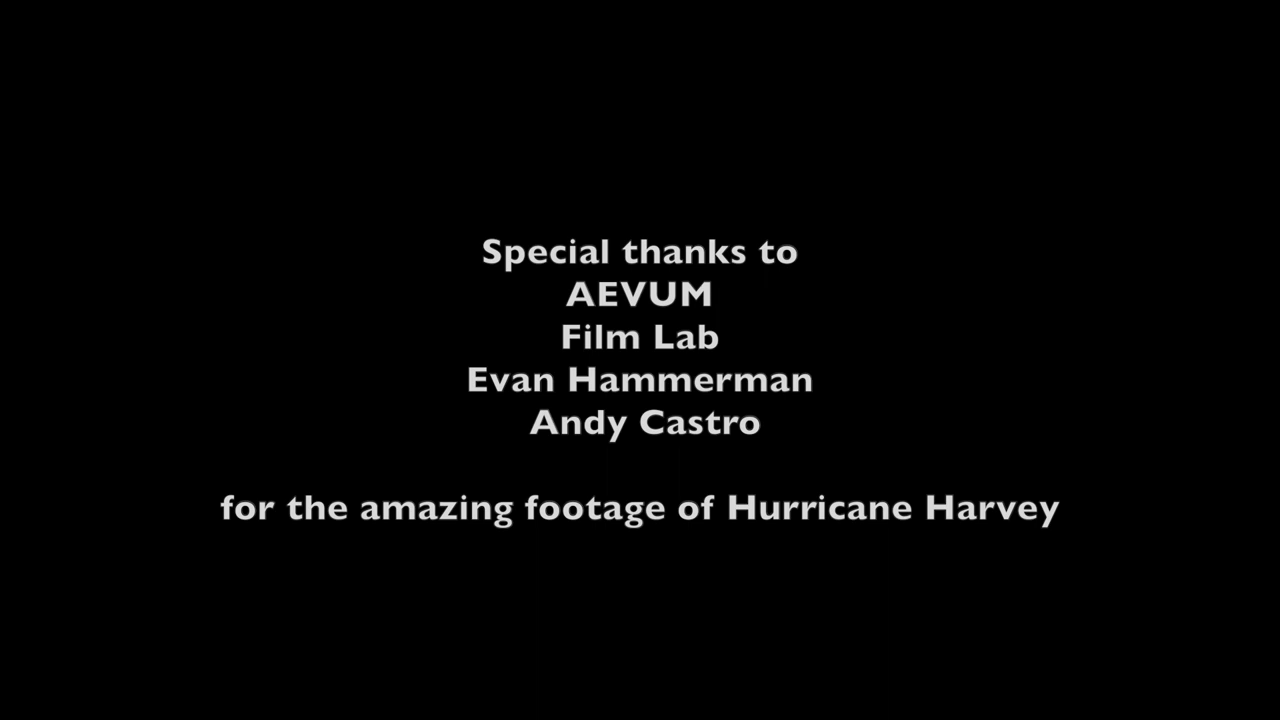 Special thanks to
AEVUM
Film Lab
Evan Hammerman
Andy Castro
for the amazing footage of Hurricane Harvey